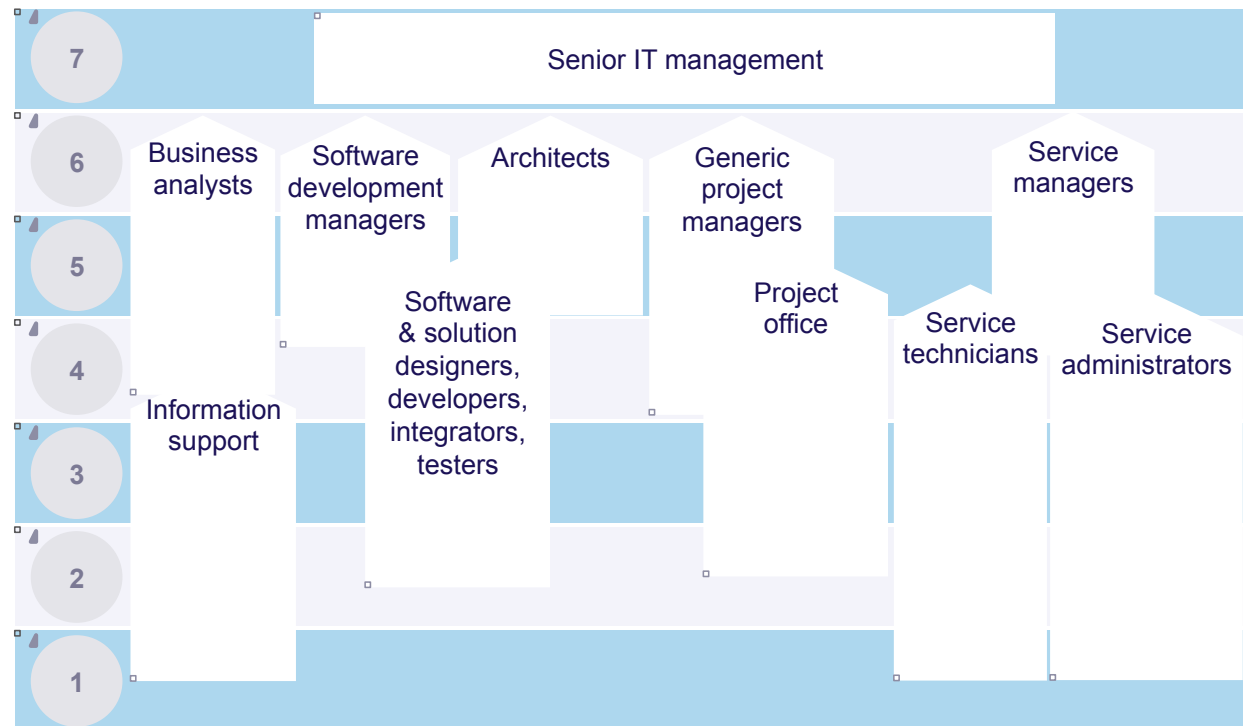 7
Senior IT management
6
Business
analysts
Software
development
managers
Architects
Generic
project
managers
Service
managers
5
Software
& solution
designers,
developers,
integrators,
testers
Project
office
Service
technicians
Service
administrators
4
Information
support
3
2
1